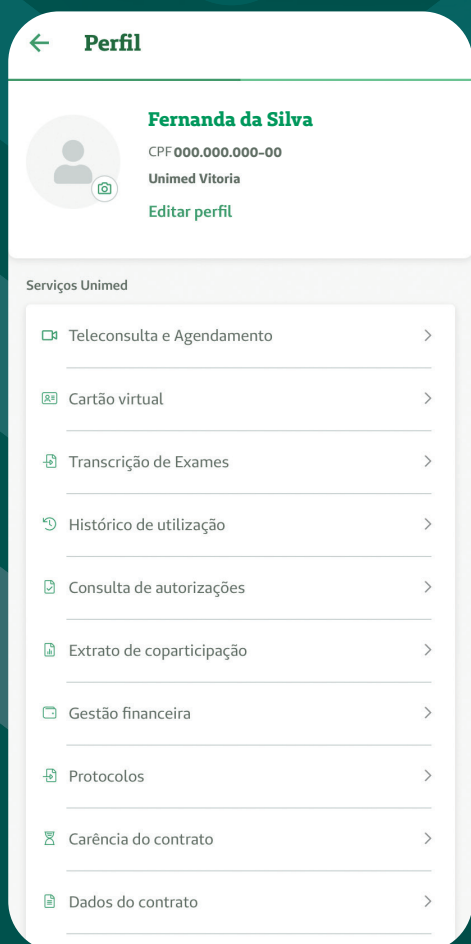 Perfil
Fernanda da Silva
CPF 000.000.000-00
Unimed Vitoria
Editar perfil
Serviços Unimed
Teleconsulta e Agendamento
Cartão virtual
Transcrição de Exames
Histórico de utilização
Consulta de autorizações
Extrato de coparticipação
Gestão financeira
Protocolos
Carência do contrato
Dados do contrato